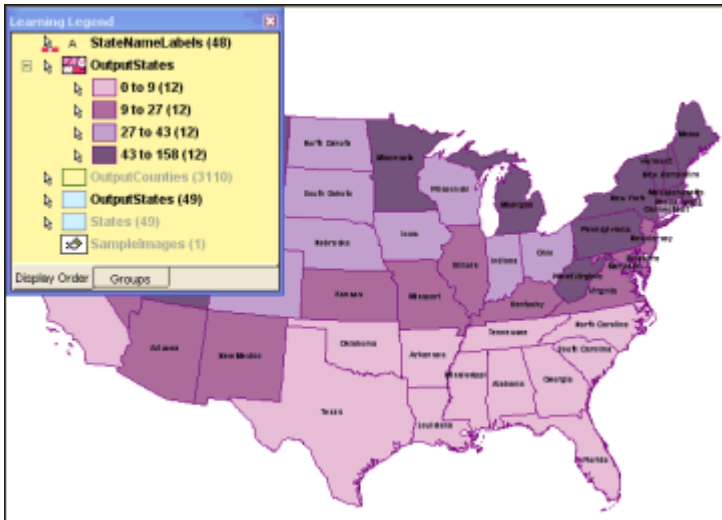 Learning Legend
A StateNameLabels (48)
OutputStates
0 to 9 (12)
9 to 27 (12)
27 to 43 (12)
43 to 158 (12)
OutputCounties (3110)
OutputStates (49)
States (49)
SampleImages (1)
Display Order
Groups
Maine
North Dakota
Vermont
New Hampshire
South Dakota
Wisconsin
New York
Michigan
Iowa
Pennsylvania
Nebraska
Illinois
Indiana
Ohio
West Virginia
Virginia
Kansas
Missouri
Kentucky
North Carolina
Tennessee
Arizona
New Mexico
Oklahoma
Arkansas
South Carolina
Mississippi
Alabama
Georgia
Texas
Louisiana
Florida